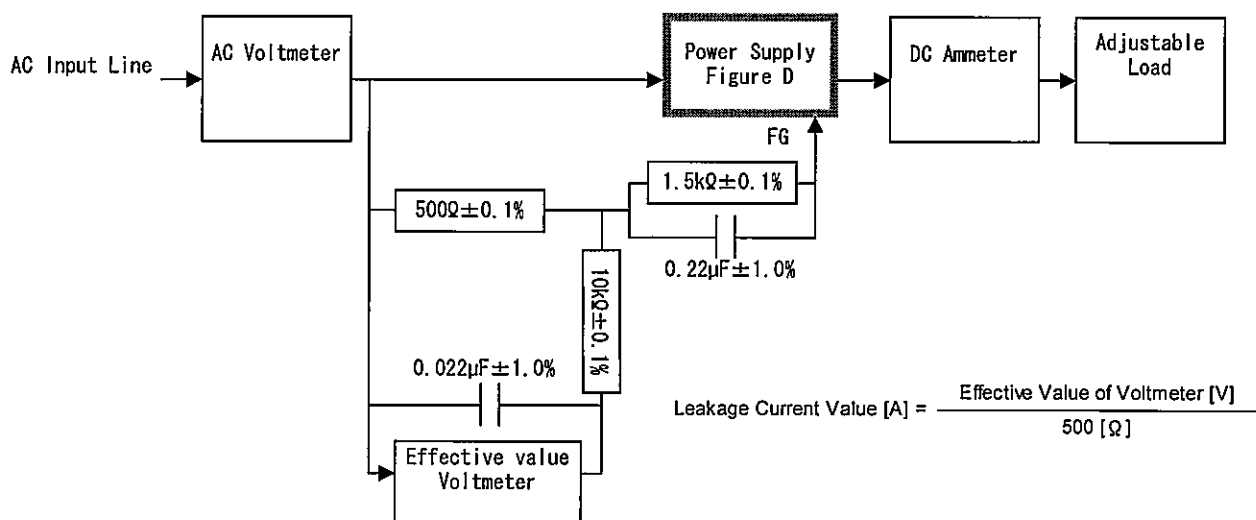 AC Input Line
AC Voltmeter
Power Supply
Figure D
DC Ammeter
Adjustable
Load
FG
1.5kΩ±0.1%
500Ω±0.1%
0.22μF±1.0%
10kΩ±0.1%
0.022μF±1.0%
Effective value
Voltmeter
Leakage Current Value [A] = Effective Value of Voltmeter [V]
500 [Ω]